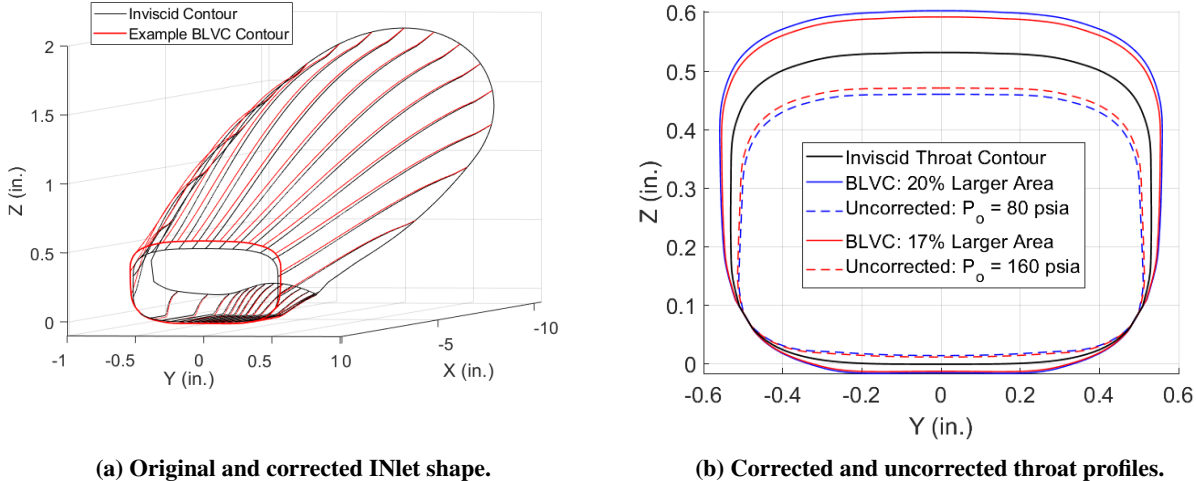 Inviscid Contour
Example BLVC Contour
2
1.5
1
0.5
0
Z (in.)
-1
-0.5
0
0.5
10
-5
-10
Y (in.)
X (in.)
(a) Original and corrected INlet shape.
0.6
0.5
0.4
0.3
0.2
0.1
0
Z (in.)
Inviscid Throat Contour
BLVC: 20% Larger Area
Uncorrected: Po = 80 psia
BLVC: 17% Larger Area
Uncorrected: Po = 160 psia
-0.6
-0.4
-0.2
0
0.2
0.4
0.6
Y (in.)
(b) Corrected and uncorrected throat profiles.